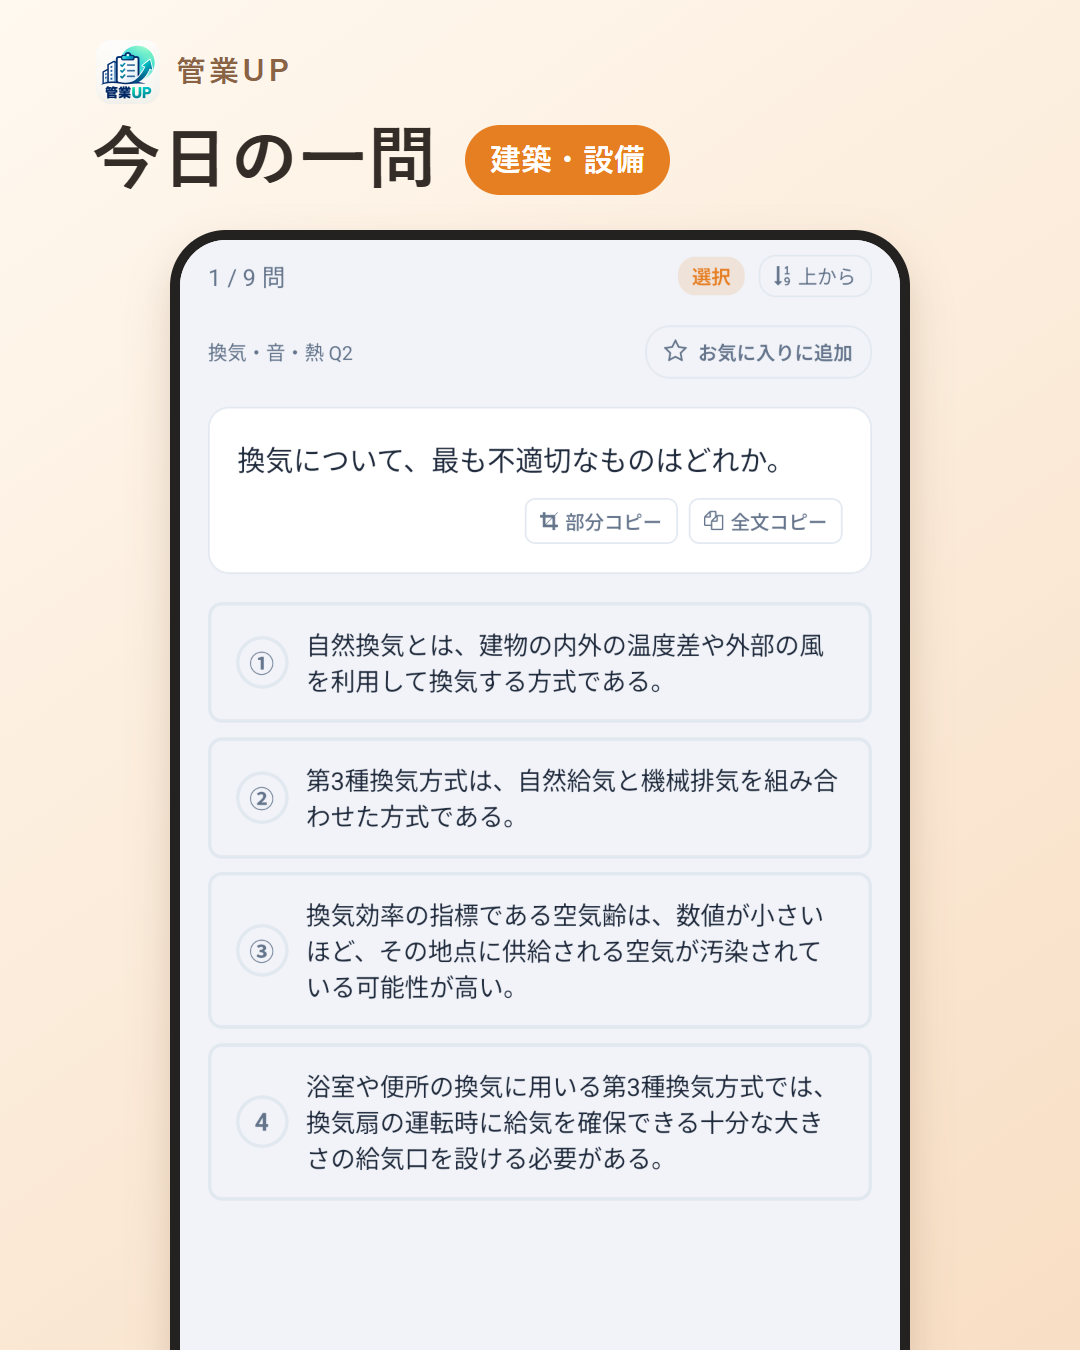 管業UP
管業UP
今日の一問
建築・設備
1 / 9 問
選択
上から
換気・音・熱 Q2
お気に入りに追加
換気について、最も不適切なものはどれか。
部分コピー
全文コピー
①
自然換気とは、建物の内外の温度差や外部の風
を利用して換気する方式である。
②
第3種換気方式は、自然給気と機械排気を組み合
わせた方式である。
③
換気効率の指標である空気齢は、数値が小さい
ほど、その地点に供給される空気が汚染されて
いる可能性が高い。
4
浴室や便所の換気に用いる第3種換気方式では、
換気扇の運転時に給気を確保できる十分な大き
さの給気口を設ける必要がある。